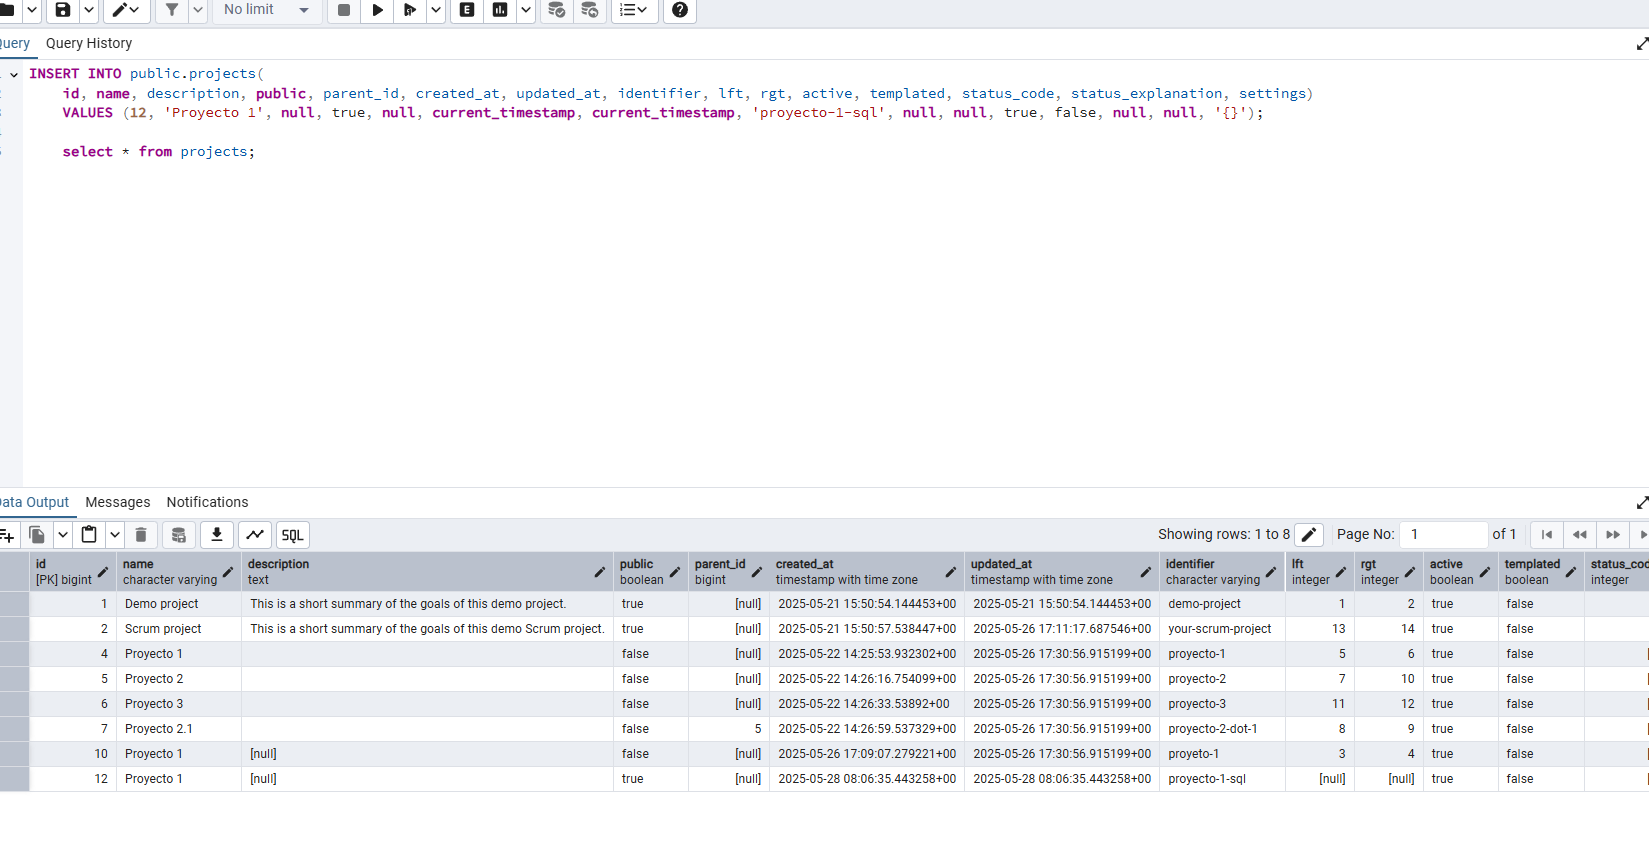 No limit
E
SQL
Query History
INSERT INTO public.projects(
id, name, description, public, parent_id, created_at, updated_at, identifier, lft, rgt, active, templated, status_code, status_explanation, settings)
VALUES (12, 'Proyecto 1', null, true, null, current_timestamp, current_timestamp, 'proyecto-1-sql', null, null, true, false, null, null, '{}');
select * from projects;
Data Output Messages Notifications
Showing rows: 1 to 8 Page No: 1 of 1
id name description public parent_id created_at updated_at identifier lft rgt active templated
[PK] bigint character varying text boolean bigint timestamp with time zone timestamp with time zone character varying integer integer boolean boolean integer
1 Demo project This is a short summary of the goals of this demo project. true [null] 2025-05-21 15:50:54.144453+00 2025-05-21 15:50:54.144453+00 demo-project 1 2 true false
2 Scrum project This is a short summary of the goals of this demo Scrum project. true [null] 2025-05-21 15:50:57.538447+00 2025-05-26 17:11:17.687546+00 your-scrum-project 13 14 true false
4 Proyecto 1 false [null] 2025-05-22 14:25:53.932302+00 2025-05-26 17:30:56.915199+00 proyecto-1 5 6 true false
5 Proyecto 2 false [null] 2025-05-22 14:26:16.754099+00 2025-05-26 17:30:56.915199+00 proyecto-2 7 10 true false
6 Proyecto 3 false [null] 2025-05-22 14:26:33.53892+00 2025-05-26 17:30:56.915199+00 proyecto-3 11 12 true false
7 Proyecto 2.1 false 5 2025-05-22 14:26:59.537329+00 2025-05-26 17:30:56.915199+00 proyecto-2-dot-1 8 9 true false
10 Proyecto 1 [null] false [null] 2025-05-26 17:09:07.279221+00 2025-05-26 17:30:56.915199+00 proyeto-1 3 4 true false
12 Proyecto 1 [null] true [null] 2025-05-28 08:06:35.443258+00 2025-05-28 08:06:35.443258+00 proyecto-1-sql [null] [null] true false